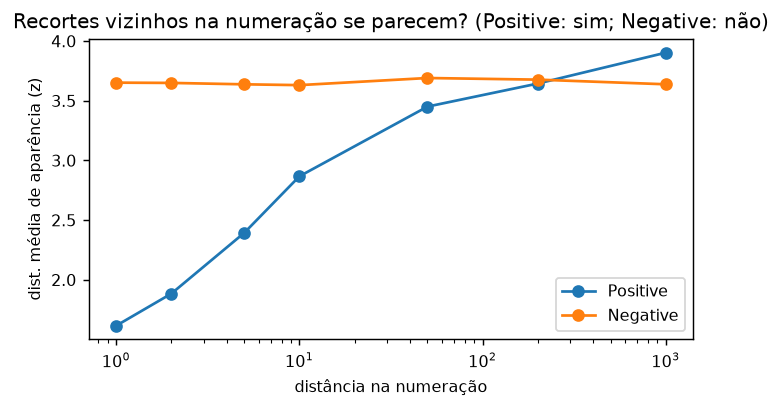 Recortes vizinhos na numeração se parecem? (Positive: sim; Negative: não)
dist. média de aparência (z)
4.0
3.5
3.0
2.5
2.0
10⁰
10¹
10²
10³
distância na numeração
Positive
Negative